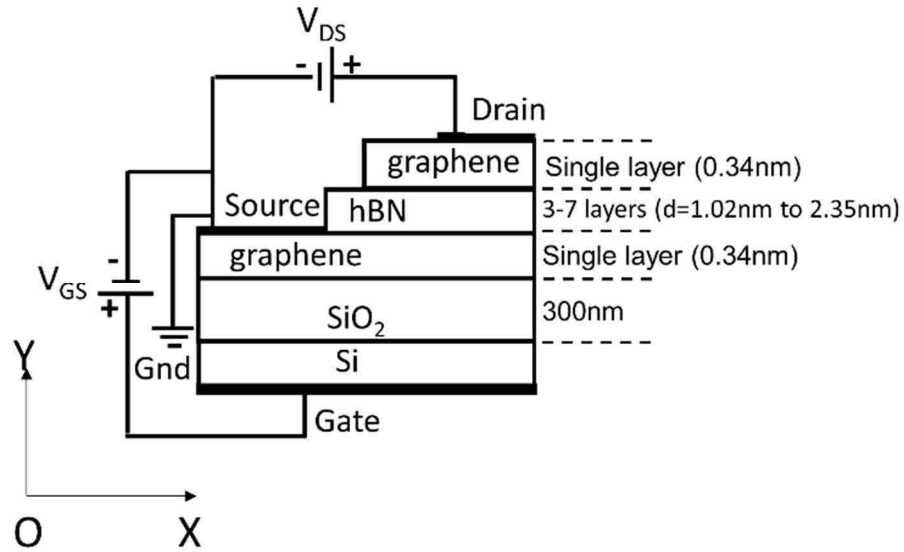 V_DS
- +
Drain
graphene Single layer (0.34nm)
Source hBN 3-7 layers (d=1.02nm to 2.35nm)
graphene Single layer (0.34nm)
-
V_GS
+
SiO₂ 300nm
Gnd Si
Y
Gate
O X